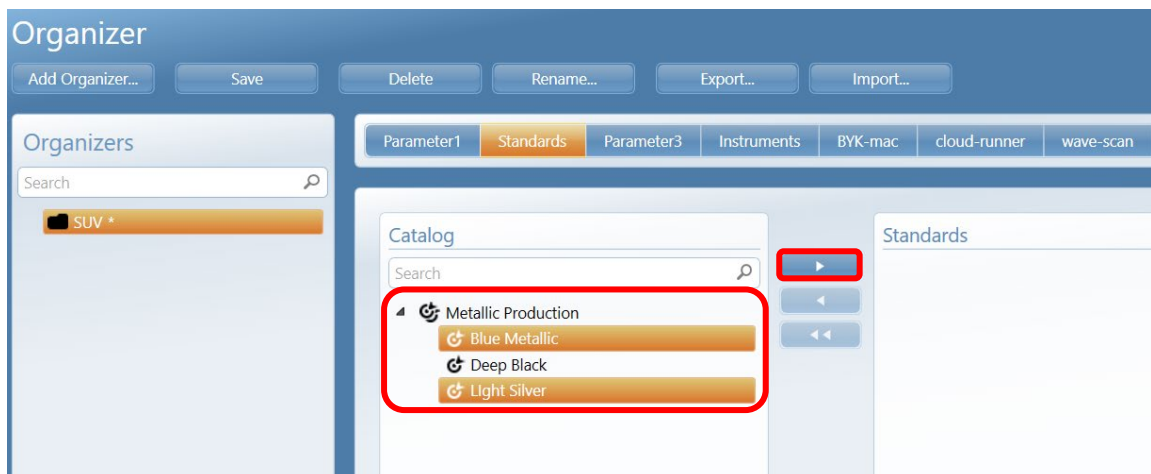 Organizer
Add Organizer... Save Delete Rename... Export... Import...
Organizers
Search
SUV *
Parameter1 Standards Parameter3 Instruments BYK-mac cloud-runner wave-scan
Catalog
Search
Metallic Production
Blue Metallic
Deep Black
LIght Silver
Standards